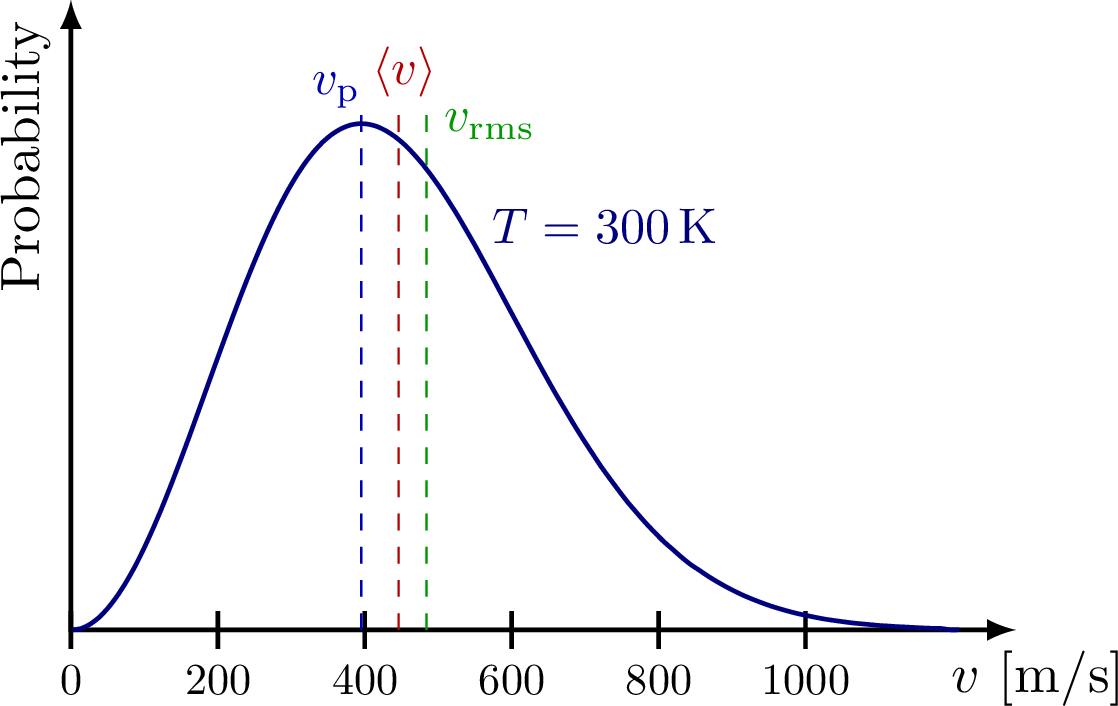 Probability
v_p
⟨v⟩
v_rms
T = 300 K
0 200 400 600 800 1000
v [m/s]